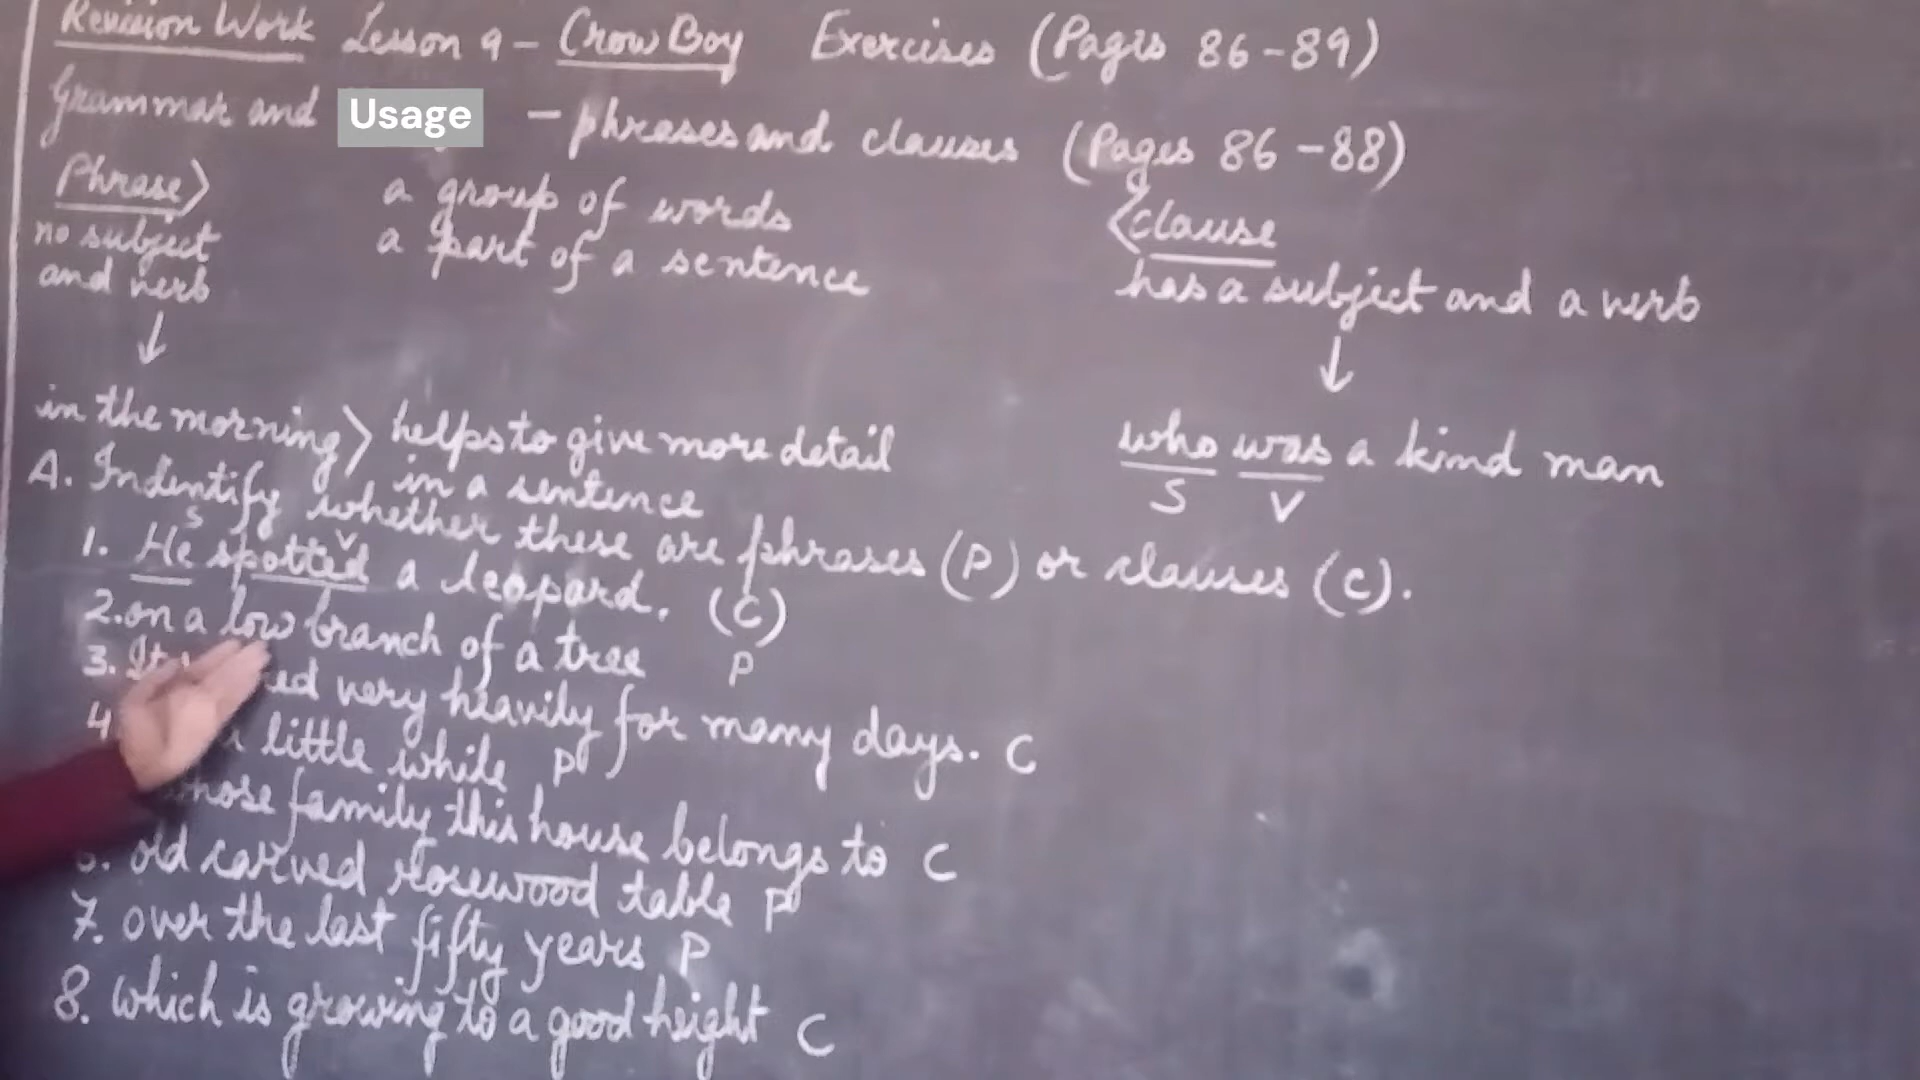 Revision Work Lesson 9 - Crow Boy Exercises (Pages 86-89)
Grammar and Usage - phrases and clauses (Pages 86-88)
Phrase> a group of words <clause
no subject a part of a sentence has a subject and a verb
and verb
↓ ↓
in the morning> helps to give more detail who was a kind man
in a sentence S V
A. Indentify whether these are phrases (P) or clauses (C).
S V
1. He spotted a leopard. (C)
2. on a low branch of a tree P
3. It very heavily for many days. C
4. little while P
family this house belongs to C
old carved rosewood table P
7. over the last fifty years P
8. which is growing to a good height C